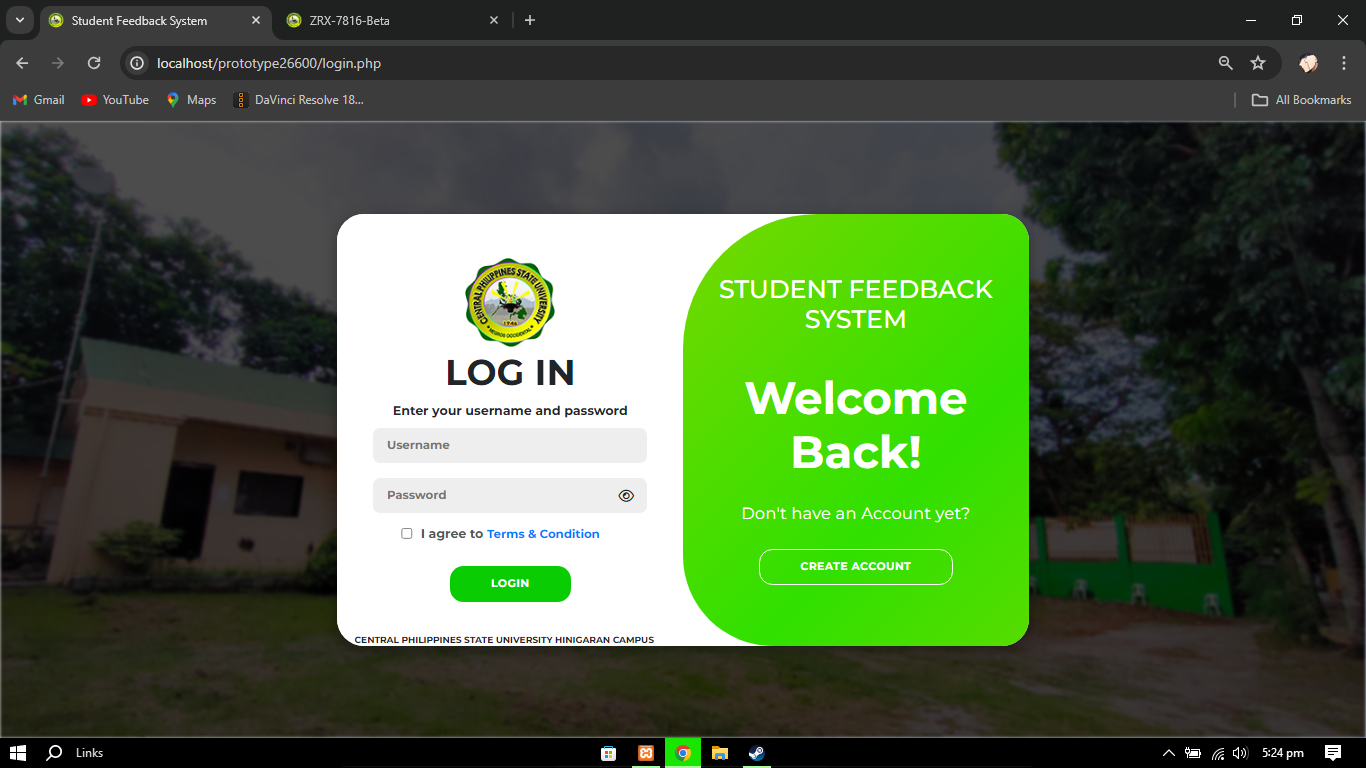 Student Feedback System
ZRX-7816-Beta
localhost/prototype26600/login.php
Gmail
YouTube
Maps
DaVinci Resolve 18...
All Bookmarks
CENTRAL PHILIPPINES STATE UNIVERSITY
1946
NEGROS OCCIDENTAL
LOG IN
Enter your username and password
Username
Password
I agree to Terms & Condition
LOGIN
CENTRAL PHILIPPINES STATE UNIVERSITY HINIGARAN CAMPUS
STUDENT FEEDBACK
SYSTEM
Welcome
Back!
Don't have an Account yet?
CREATE ACCOUNT
Links
5:24 pm